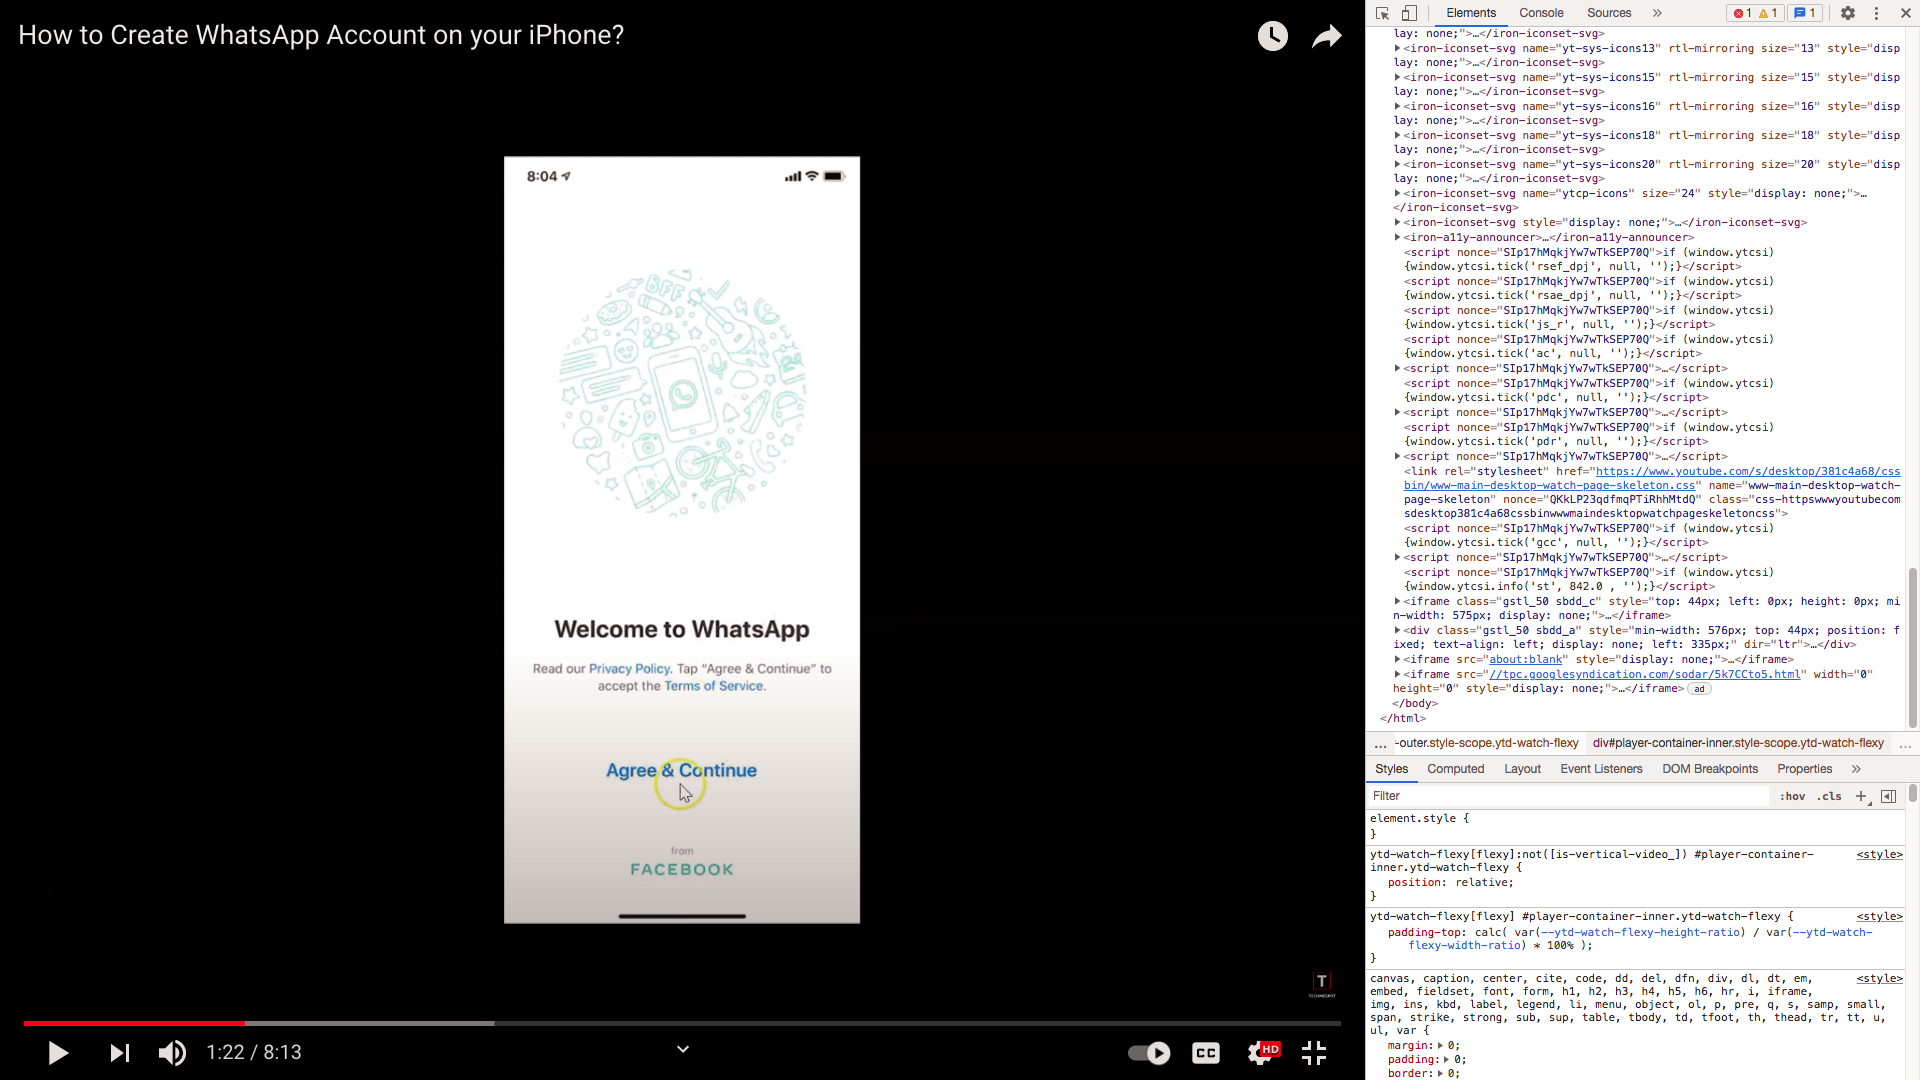 How to Create WhatsApp Account on your iPhone?
8:04
BFF
Welcome to WhatsApp
Read our Privacy Policy. Tap “Agree & Continue” to
accept the Terms of Service.
Agree & Continue
from
FACEBOOK
T
1:22 / 8:13
CC
HD
Elements
Console
Sources
»
1
1
1
lay: none;">…</iron-iconset-svg>
<iron-iconset-svg name="yt-sys-icons13" rtl-mirroring size="13" style="disp
lay: none;">…</iron-iconset-svg>
<iron-iconset-svg name="yt-sys-icons15" rtl-mirroring size="15" style="disp
lay: none;">…</iron-iconset-svg>
<iron-iconset-svg name="yt-sys-icons16" rtl-mirroring size="16" style="disp
lay: none;">…</iron-iconset-svg>
<iron-iconset-svg name="yt-sys-icons18" rtl-mirroring size="18" style="disp
lay: none;">…</iron-iconset-svg>
<iron-iconset-svg name="yt-sys-icons20" rtl-mirroring size="20" style="disp
lay: none;">…</iron-iconset-svg>
<iron-iconset-svg name="ytcp-icons" size="24" style="display: none;">…
</iron-iconset-svg>
<iron-iconset-svg style="display: none;">…</iron-iconset-svg>
<iron-a11y-announcer>…</iron-a11y-announcer>
<script nonce="SIp17hMqkjYw7wTkSEP70Q">if (window.ytcsi)
{window.ytcsi.tick('rsef_dpj', null, '');}</script>
<script nonce="SIp17hMqkjYw7wTkSEP70Q">if (window.ytcsi)
{window.ytcsi.tick('rsae_dpj', null, '');}</script>
<script nonce="SIp17hMqkjYw7wTkSEP70Q">if (window.ytcsi)
{window.ytcsi.tick('js_r', null, '');}</script>
<script nonce="SIp17hMqkjYw7wTkSEP70Q">if (window.ytcsi)
{window.ytcsi.tick('ac', null, '');}</script>
<script nonce="SIp17hMqkjYw7wTkSEP70Q">…</script>
<script nonce="SIp17hMqkjYw7wTkSEP70Q">if (window.ytcsi)
{window.ytcsi.tick('pdc', null, '');}</script>
<script nonce="SIp17hMqkjYw7wTkSEP70Q">…</script>
<script nonce="SIp17hMqkjYw7wTkSEP70Q">if (window.ytcsi)
{window.ytcsi.tick('pdr', null, '');}</script>
<script nonce="SIp17hMqkjYw7wTkSEP70Q">…</script>
<link rel="stylesheet" href="https://www.youtube.com/s/desktop/381c4a68/css
bin/www-main-desktop-watch-page-skeleton.css" name="www-main-desktop-watch-
page-skeleton" nonce="QKkLP23qdfmqPTiRhhMtdQ" class="css-httpswwwyoutubecom
sdesktop381c4a68cssbinwwwmaindesktopwatchpageskeletoncss">
<script nonce="SIp17hMqkjYw7wTkSEP70Q">if (window.ytcsi)
{window.ytcsi.tick('gcc', null, '');}</script>
<script nonce="SIp17hMqkjYw7wTkSEP70Q">…</script>
<script nonce="SIp17hMqkjYw7wTkSEP70Q">if (window.ytcsi)
{window.ytcsi.info('st', 842.0 , '');}</script>
<iframe class="gstl_50 sbdd_c" style="top: 44px; left: 0px; height: 0px; mi
n-width: 575px; display: none;">…</iframe>
<div class="gstl_50 sbdd_a" style="min-width: 576px; top: 44px; position: f
ixed; text-align: left; display: none; left: 335px;" dir="ltr">…</div>
<iframe src="about:blank" style="display: none;">…</iframe>
<iframe src="//tpc.googlesyndication.com/sodar/5k7CCto5.html" width="0"
height="0" style="display: none;">…</iframe> ad
</body>
</html>
… r-outer.style-scope.ytd-watch-flexy div#player-container-inner.style-scope.ytd-watch-flexy …
Styles Computed Layout Event Listeners DOM Breakpoints Properties »
Filter :hov .cls +
element.style {
}
ytd-watch-flexy[flexy]:not([is-vertical-video_]) #player-container- <style>
inner.ytd-watch-flexy {
position: relative;
}
ytd-watch-flexy[flexy] #player-container-inner.ytd-watch-flexy { <style>
padding-top: calc( var(--ytd-watch-flexy-height-ratio) / var(--ytd-watch-
flexy-width-ratio) * 100% );
}
canvas, caption, center, cite, code, dd, del, dfn, div, dl, dt, em, <style>
embed, fieldset, font, form, h1, h2, h3, h4, h5, h6, hr, i, iframe,
img, ins, kbd, label, legend, li, menu, object, ol, p, pre, q, s, samp, small,
span, strike, strong, sub, sup, table, tbody, td, tfoot, th, thead, tr, tt, u,
ul, var {
margin: 0;
padding: 0;
border: 0;